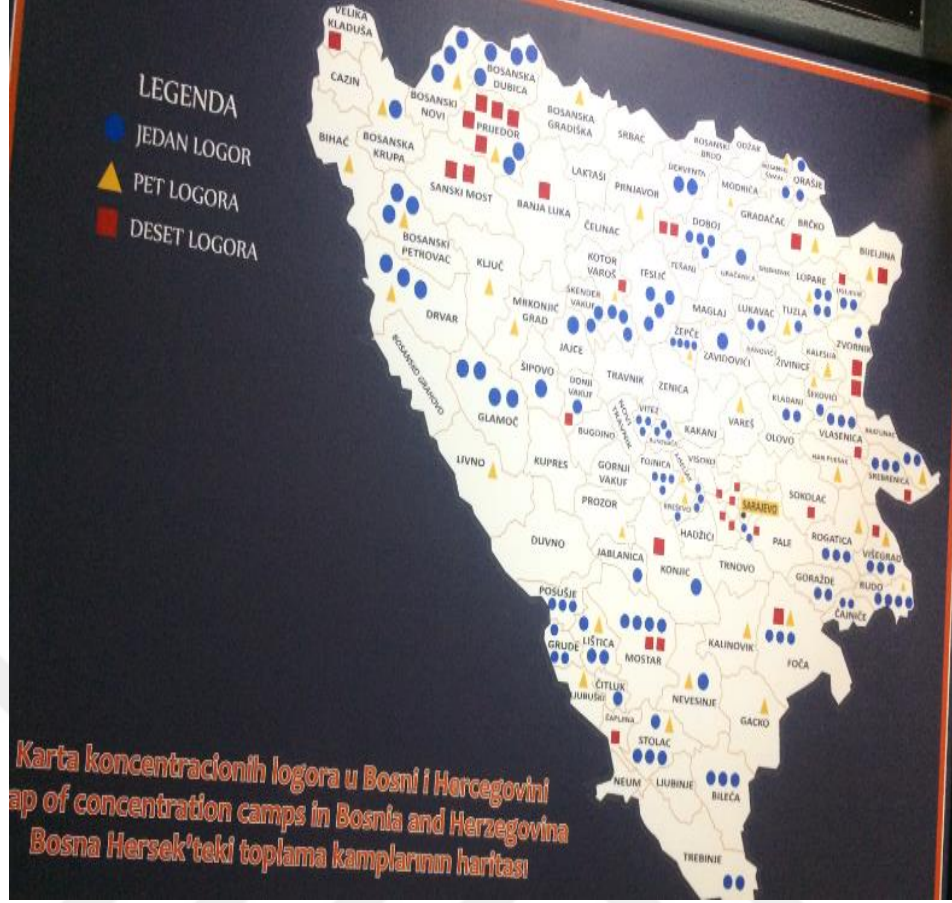 LEGENDA
JEDAN LOGOR
PET LOGORA
DESET LOGORA
VELIKA
KLADUŠA
CAZIN
BIHAĆ
BOSANSKA
KRUPA
BOSANSKI
NOVI
BOSANSKA
DUBICA
PRIJEDOR
BOSANSKA
GRADIŠKA
SRBAC
BOSANSKI
BROD
ODŽAK
ORAŠJE
SANSKI MOST
BANJA LUKA
LAKTAŠI
PRNJAVOR
DERVENTA
MODRIČA
GRADAČAC
BRČKO
BIJELJINA
ČELINAC
DOBOJ
BOSANSKI
PETROVAC
KLJUČ
KOTOR
VAROŠ
TESLIĆ
TEŠANJ
GRAČANICA
LOPARE
UGLJEVIK
SKENDER
VAKUF
MRKONJIĆ
GRAD
DRVAR
MAGLAJ
LUKAVAC
TUZLA
ZVORNIK
JAJCE
ŽEPČE
ZAVIDOVIĆI
ŽIVINICE
KALESIJA
BOSANSKO GRAHOVO
ŠIPOVO
DONJI
VAKUF
TRAVNIK
ZENICA
KLADANJ
ŠEKOVIĆI
GLAMOČ
BUGOJNO
NOVI
TRAVNIK
VITEZ
KAKANJ
VAREŠ
OLOVO
VLASENICA
BRATUNAC
LIVNO
KUPRES
GORNJI
VAKUF
FOJNICA
VISOKO
HAN PIJESAK
SREBRENICA
PROZOR
KREŠEVO
SARAJEVO
SOKOLAC
DUVNO
JABLANICA
HADŽIĆI
PALE
ROGATICA
VIŠEGRAD
KONJIC
TRNOVO
GORAŽDE
RUDO
ČAJNIČE
POSUŠJE
GRUDE
LIŠTICA
MOSTAR
KALINOVIK
FOČA
ČITLUK
LJUBUŠKI
NEVESINJE
GACKO
ČAPLJINA
STOLAC
NEUM
LJUBINJE
BILEĆA
TREBINJE
Karta koncentracionih logora u Bosni i Hercegovini
ap of concentration camps in Bosnia and Herzegovina
Bosna Hersek'teki toplama kamplarının haritası